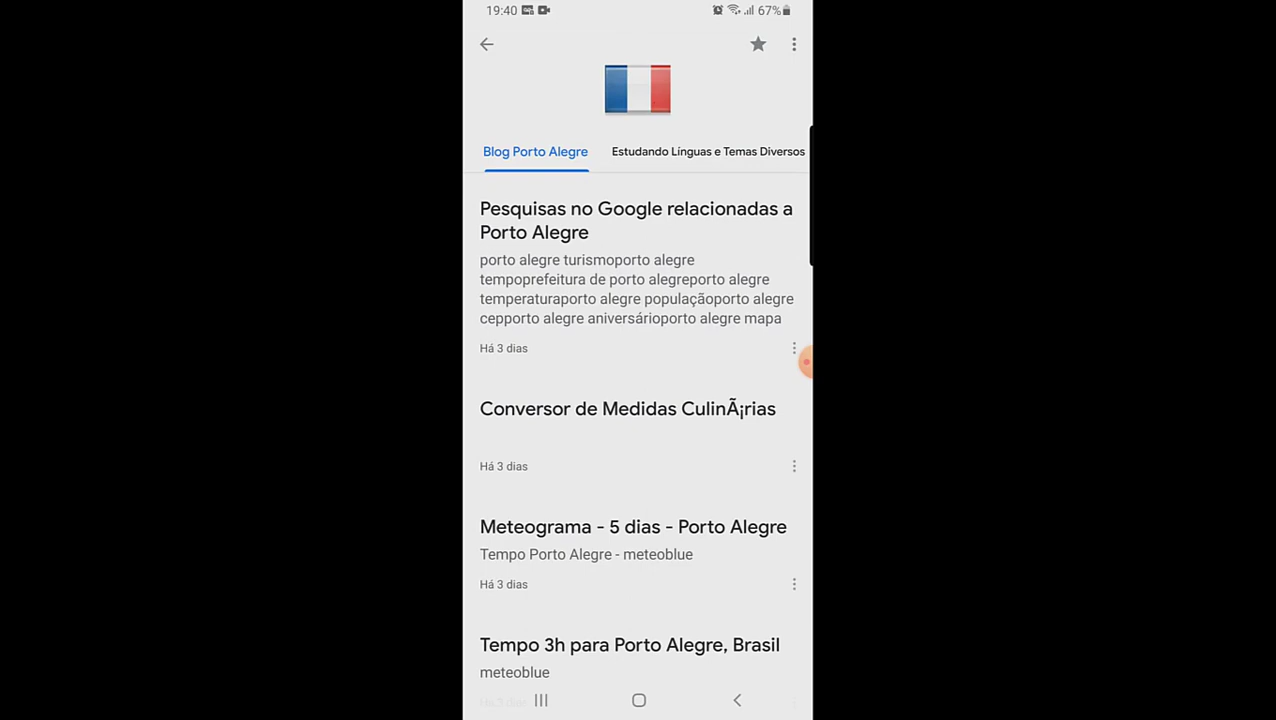 19:40 67%
Blog Porto Alegre Estudando Línguas e Temas Diversos
Pesquisas no Google relacionadas a
Porto Alegre
porto alegre turismoporto alegre
tempoprefeitura de porto alegreporto alegre
temperaturaporto alegre populaçãoporto alegre
cepporto alegre aniversárioporto alegre mapa
Há 3 dias
Conversor de Medidas CulinÃ¡rias
Há 3 dias
Meteograma - 5 dias - Porto Alegre
Tempo Porto Alegre - meteoblue
Há 3 dias
Tempo 3h para Porto Alegre, Brasil
meteoblue
Há 3 dias